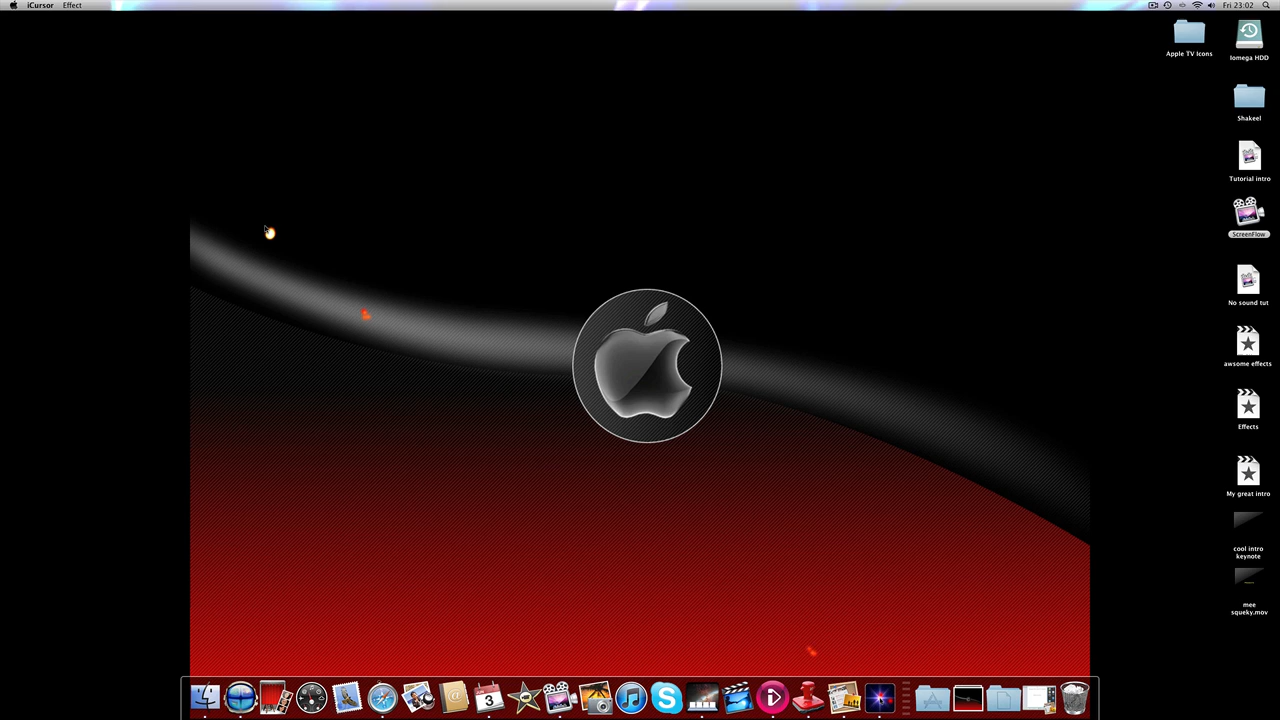 iCursor Effect
Fri 23:02
Apple TV Icons
Iomega HDD
Shakeel
Tutorial intro
ScreenFlow
No sound tut
awsome effects
Effects
My great intro
cool intro
keynote
mee
squeky.mov
JUN
3